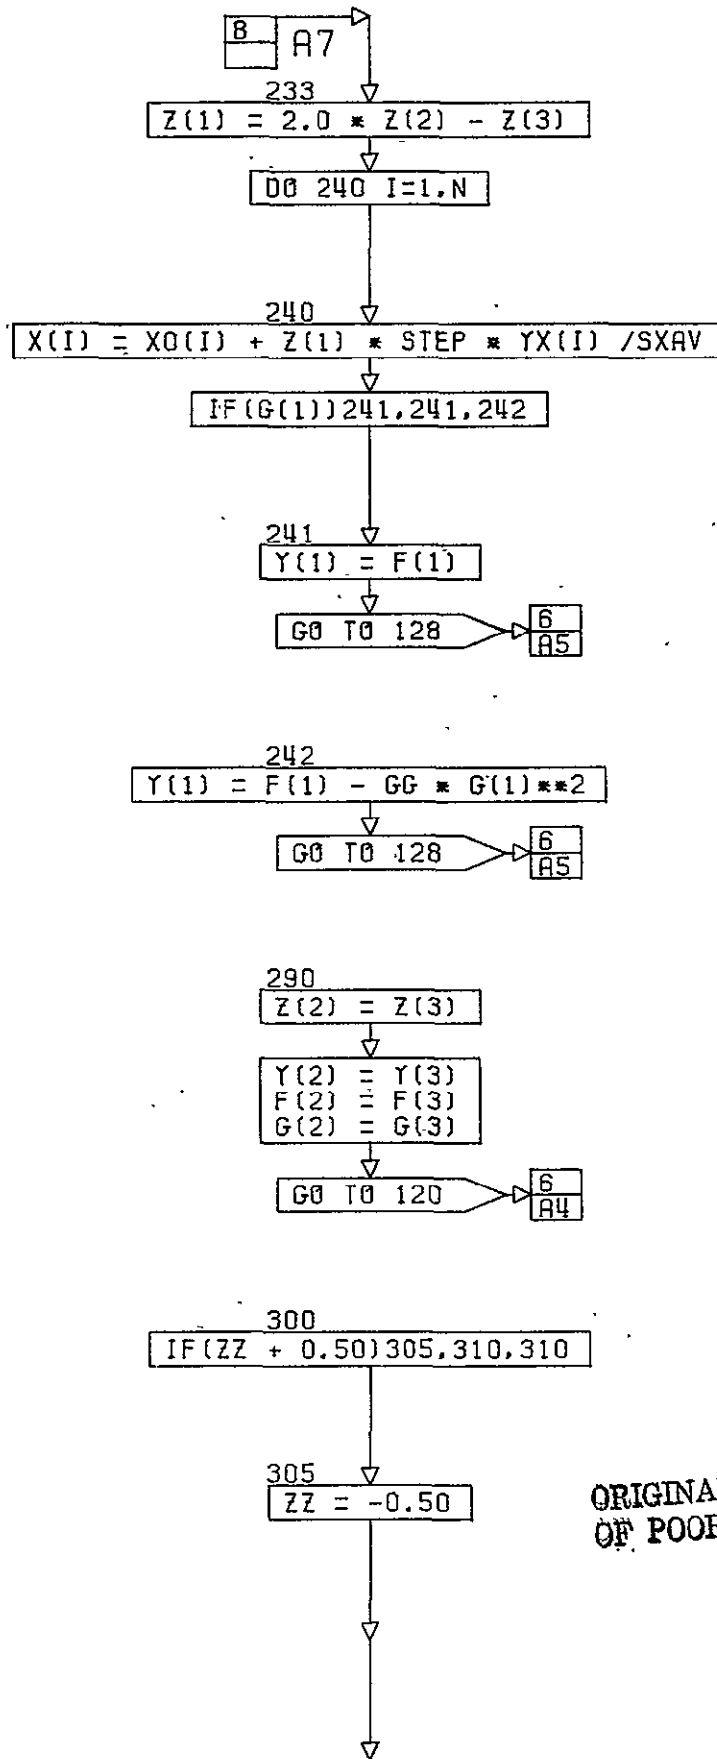 8
A7
233
Z(1) = 2.0 * Z(2) - Z(3)
DO 240 I=1,N
240
X(I) = XO(I) + Z(1) * STEP * YX(I) /SXAV
IF(G(1))241,241,242
241
Y(1) = F(1)
GO TO 128
6
A5
242
Y(1) = F(1) - GG * G(1)**2
GO TO 128
6
A5
290
Z(2) = Z(3)
Y(2) = Y(3)
F(2) = F(3)
G(2) = G(3)
GO TO 120
6
A4
300
IF(ZZ + 0.50)305,310,310
305
ZZ = -0.50
ORIGINA
OF POOR